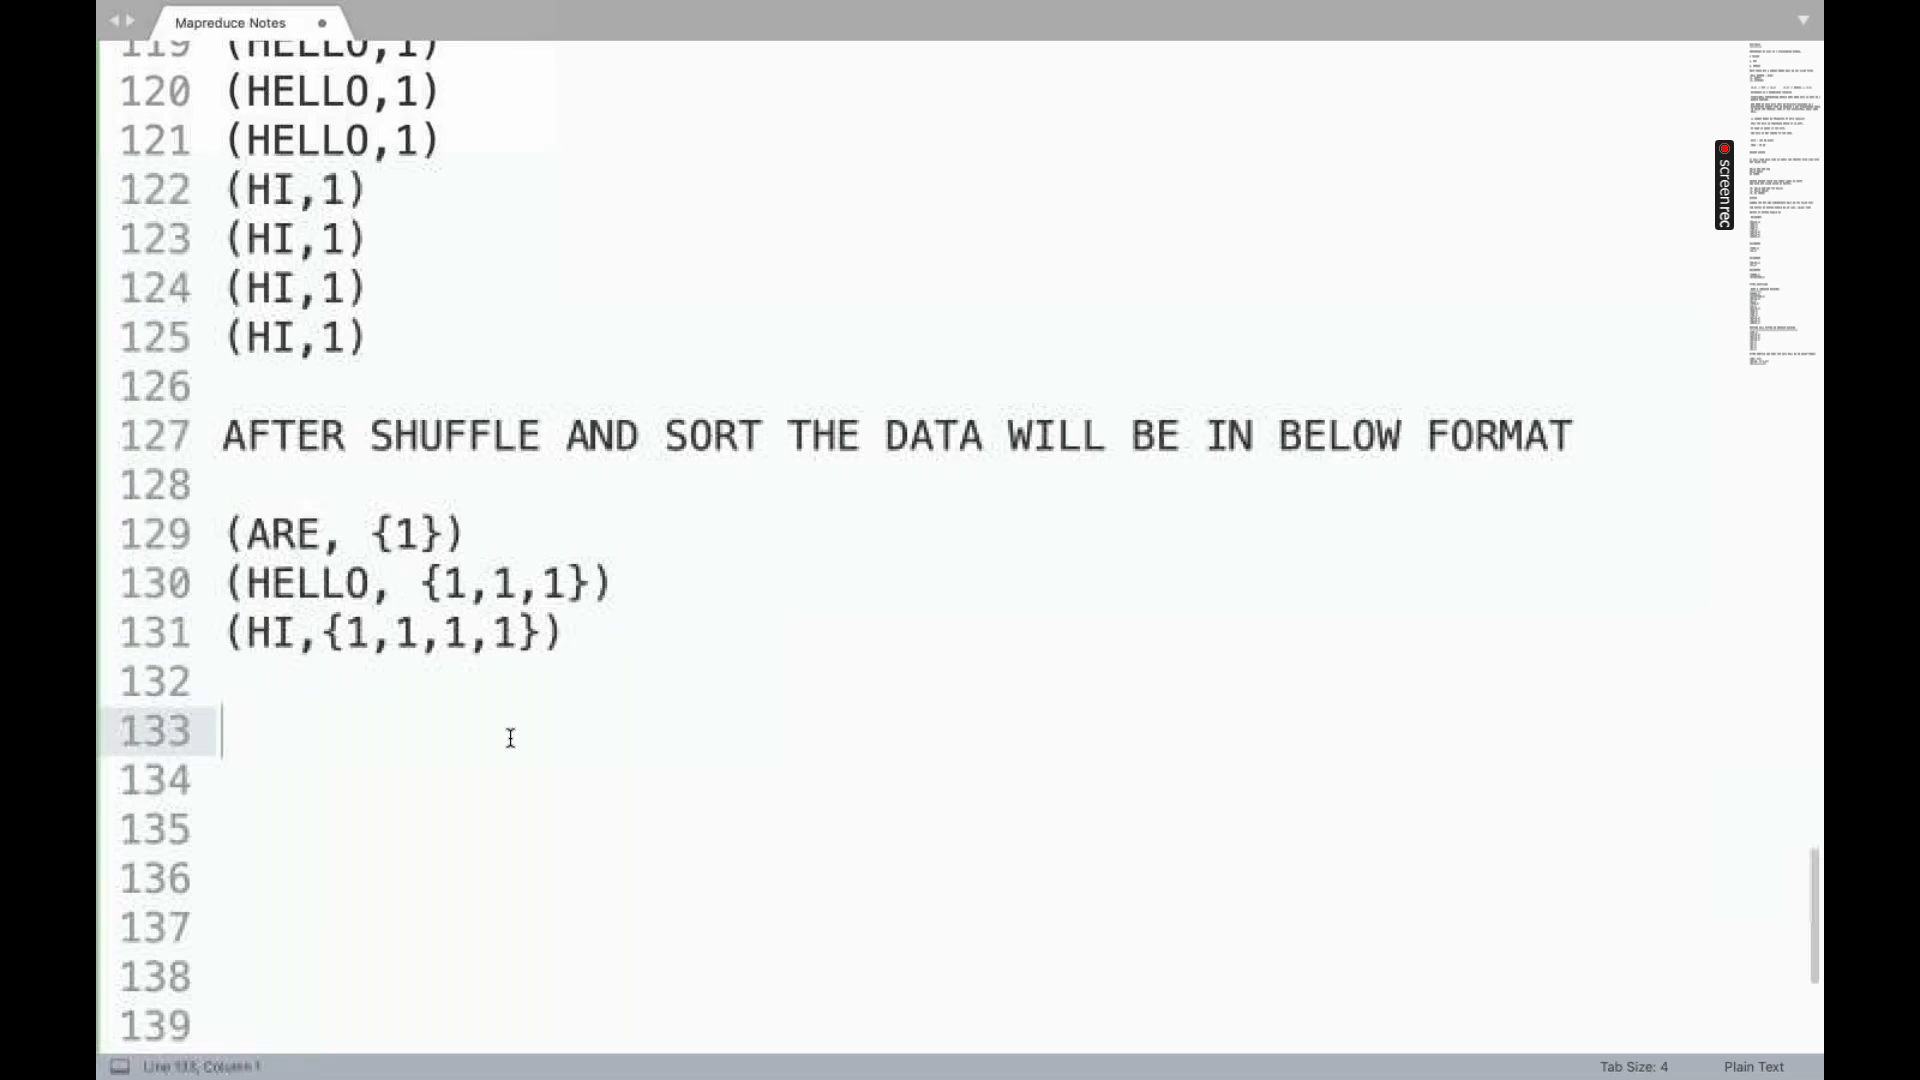 Mapreduce Notes
119 (HELLO,1)
120 (HELLO,1)
121 (HELLO,1)
122 (HI,1)
123 (HI,1)
124 (HI,1)
125 (HI,1)
126
127 AFTER SHUFFLE AND SORT THE DATA WILL BE IN BELOW FORMAT
128
129 (ARE, {1})
130 (HELLO, {1,1,1})
131 (HI,{1,1,1,1})
132
133
134
135
136
137
138
139
screenrec
Line 133, Column 1
Tab Size: 4
Plain Text